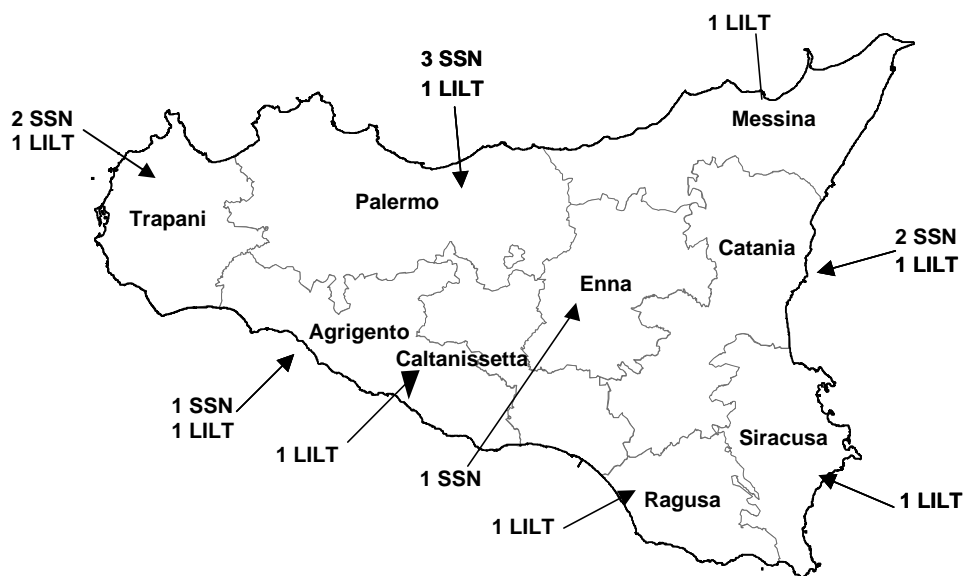 1 LILT
3 SSN
1 LILT
2 SSN
1 LILT
Messina
Palermo
Trapani
Catania
2 SSN
1 LILT
Enna
Agrigento
Caltanissetta
1 SSN
1 LILT
Siracusa
1 LILT
1 SSN
Ragusa
1 LILT
1 LILT